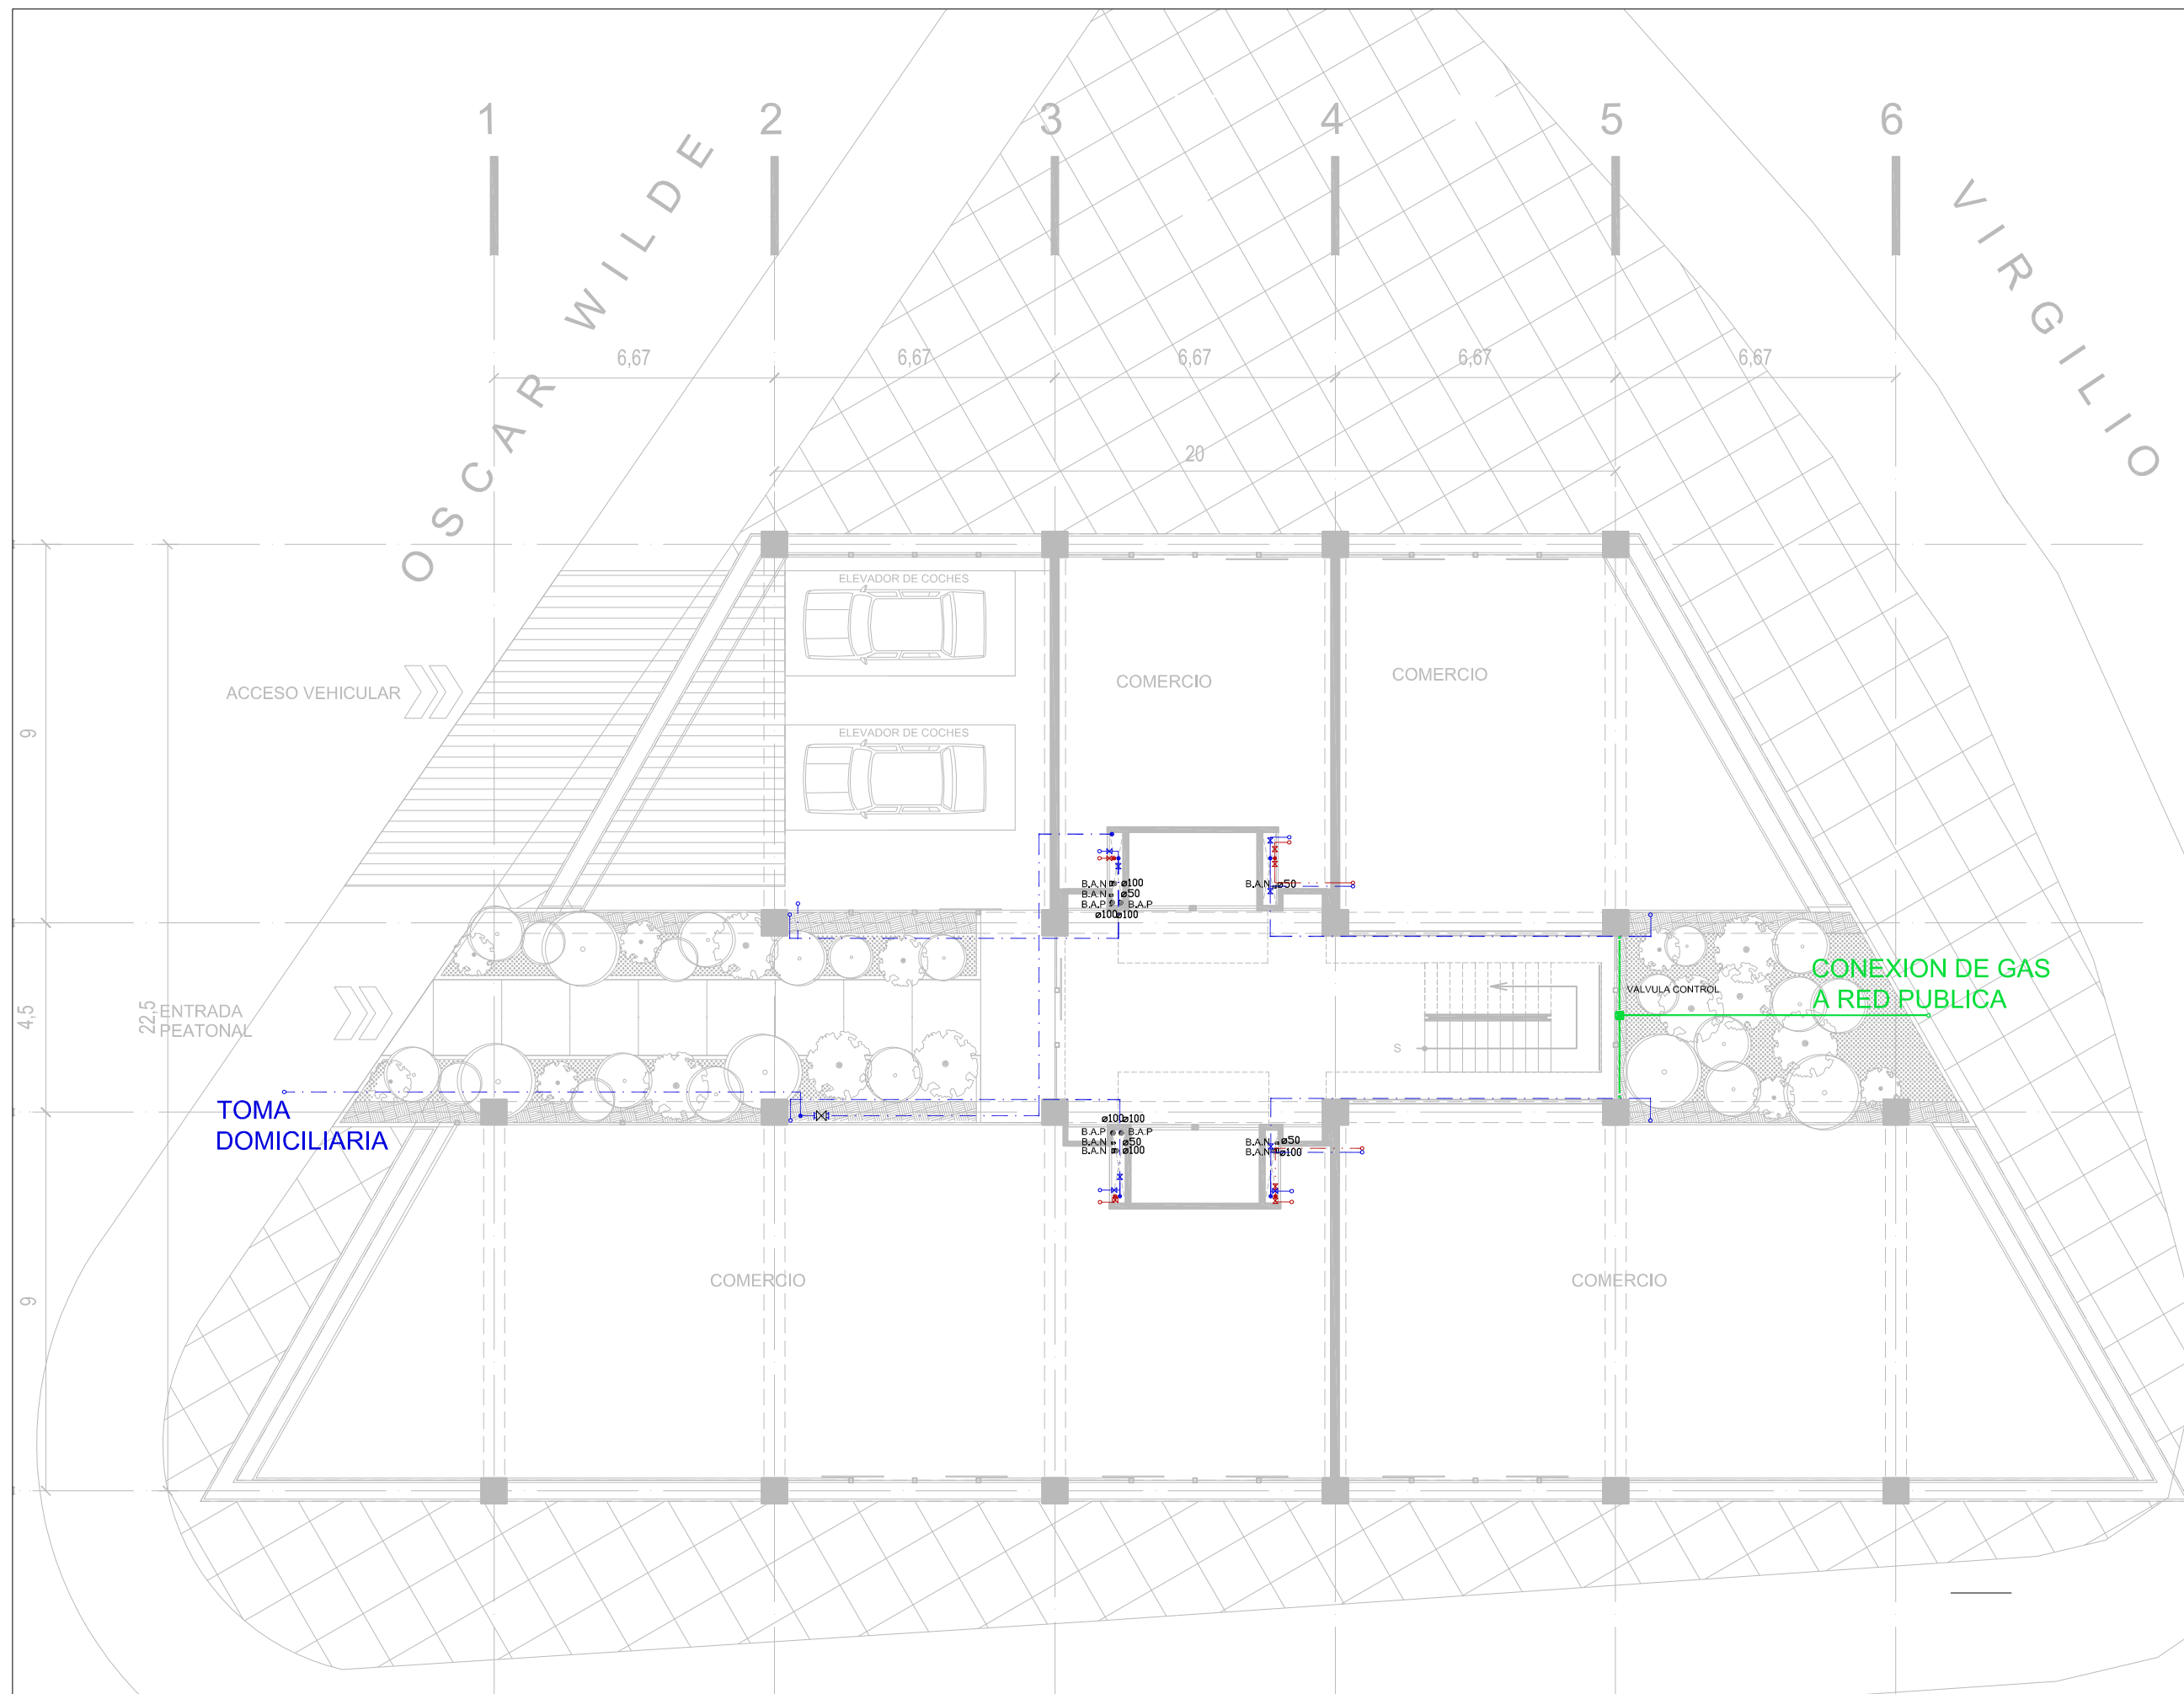 1
2
3
4
5
6
OSCAR WILDE
VIRGILIO
6,67
6,67
6,67
6,67
6,67
20
ELEVADOR DE COCHES
ACCESO VEHICULAR
COMERCIO
COMERCIO
9
ELEVADOR DE COCHES
B.A.N ø100
B.A.N ø50
B.A.P B.A.P
ø100 ø100
B.A.N ø50
4,5
22,5
ENTRADA
PEATONAL
S
VALVULA CONTROL
CONEXION DE GAS
A RED PUBLICA
TOMA
DOMICILIARIA
ø100 ø100
B.A.P B.A.P
B.A.N ø50
B.A.N ø100
B.A.N ø50
B.A.N ø100
COMERCIO
COMERCIO
9